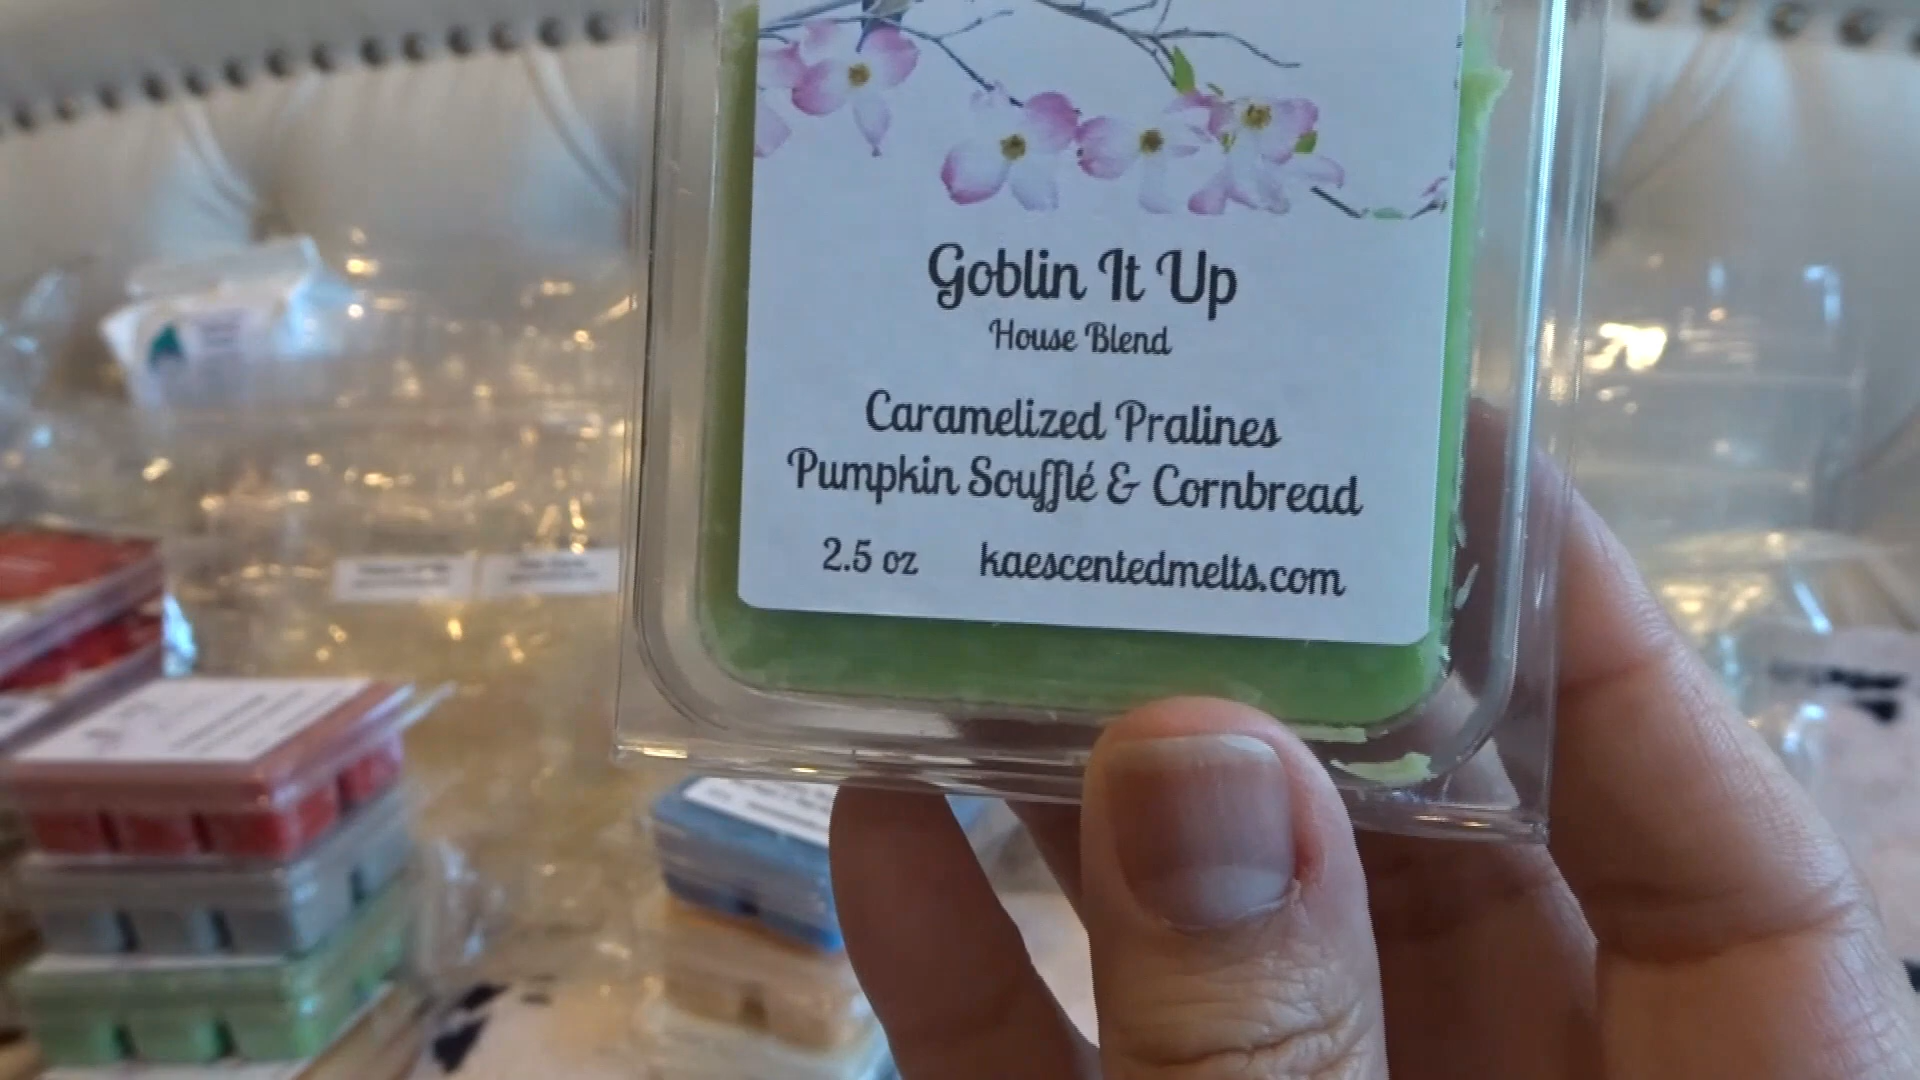 Goblin It Up
House Blend
Caramelized Pralines
Pumpkin Soufflé & Cornbread
2.5 oz kaescentedmelts.com